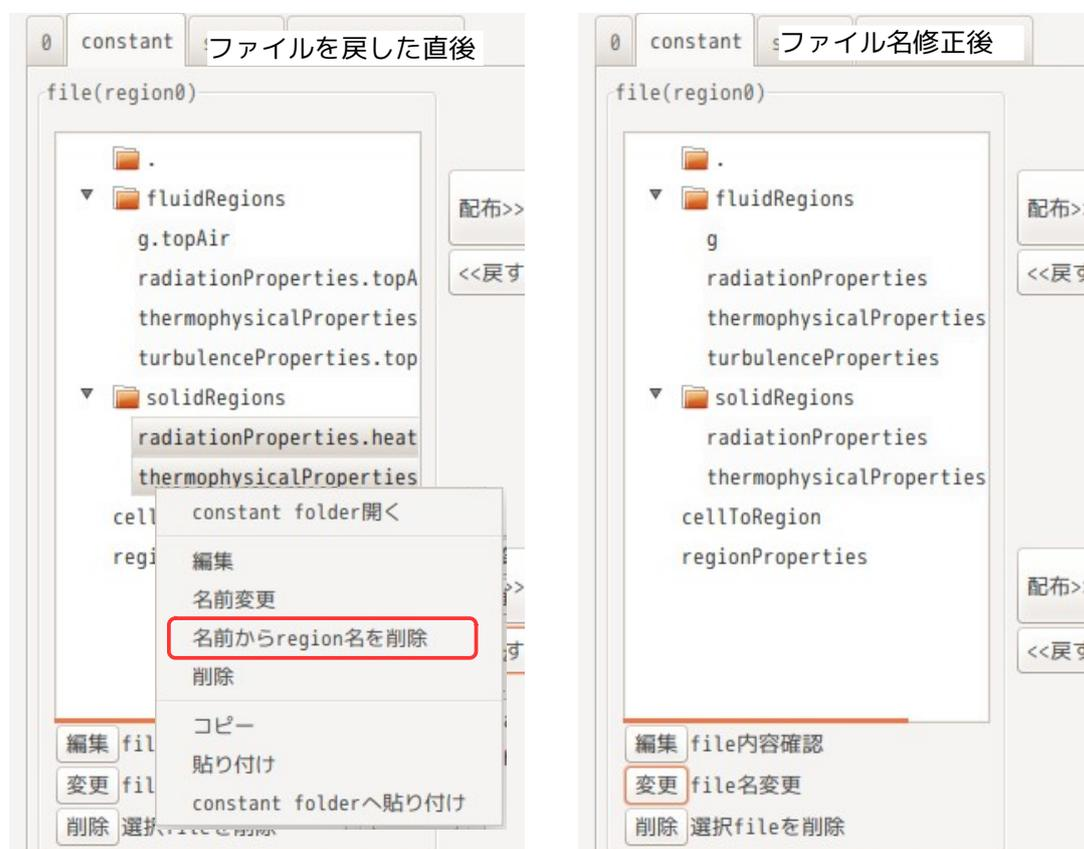 0 constant ファイルを戻した直後
file(region0)
.
fluidRegions
g.topAir
配布>>
radiationProperties.topA
<<戻す
thermophysicalProperties
turbulenceProperties.top
solidRegions
radiationProperties.heat
thermophysicalProperties
cell
regi
constant folder開く
編集
名前変更
名前からregion名を削除
削除
コピー
貼り付け
constant folderへ貼り付け
編集 fil
変更 fil
削除
0 constant ファイル名修正後
file(region0)
.
fluidRegions
g
配布>>
radiationProperties
<<戻す
thermophysicalProperties
turbulenceProperties
solidRegions
radiationProperties
thermophysicalProperties
cellToRegion
regionProperties
配布>>
<<戻す
編集 file内容確認
変更 file名変更
削除 選択fileを削除